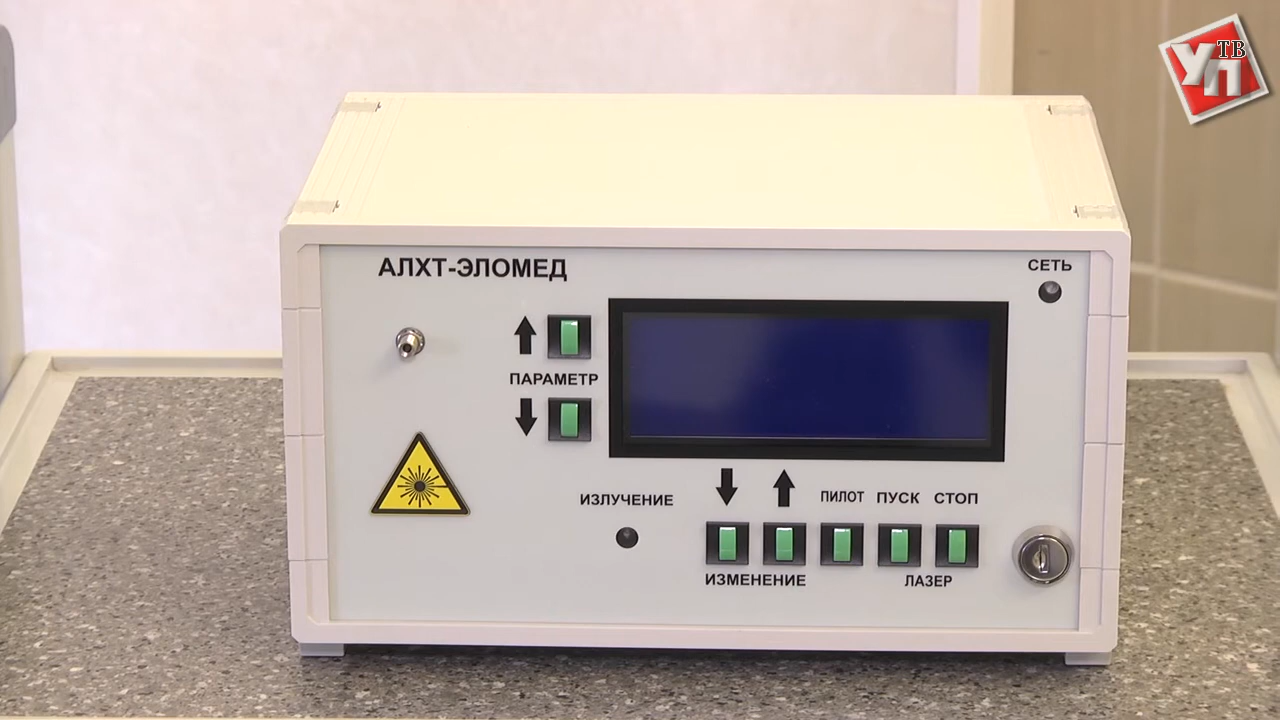 УП ТВ
АЛХТ-ЭЛОМЕД
СЕТЬ
ПАРАМЕТР
ИЗЛУЧЕНИЕ
ПИЛОТ ПУСК СТОП
ИЗМЕНЕНИЕ
ЛАЗЕР